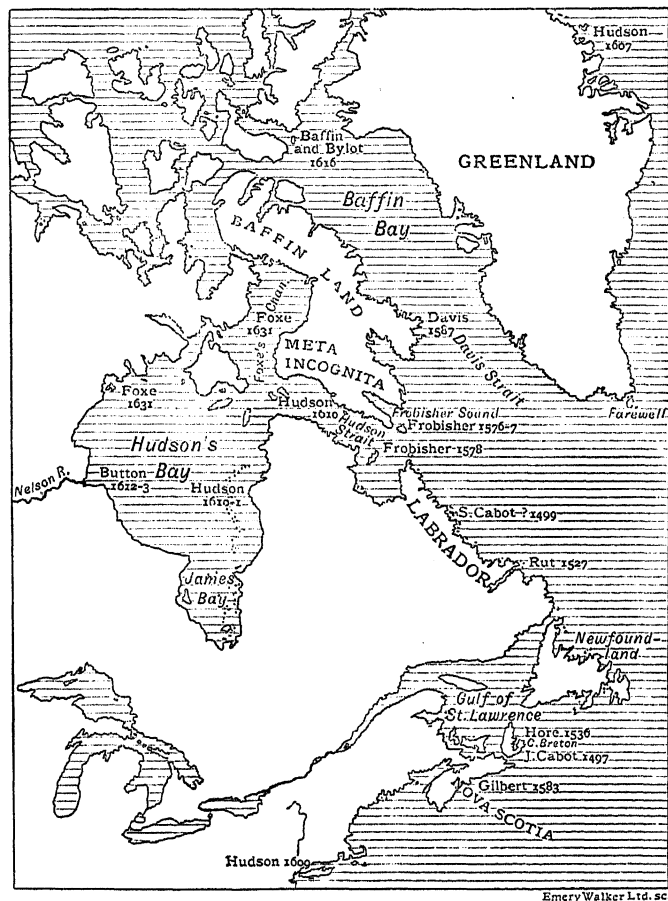 Hudson
1607
Baffin
and Bylot
1616
GREENLAND
Baffin
Bay
BAFFIN LAND
Foxe
1631
Foxe's Chan.
Davis
1587
Davis Strait
META
INCOGNITA
Foxe
1631
Hudson
1610
Hudson
Strait
Frobisher Sound
Frobisher 1576-7
Farewell
Frobisher 1578
Hudson's
Bay
Nelson R.
Button
1612-3
Hudson
1610-1
S. Cabot ? 1499
LABRADOR
Rut 1527
James
Bay
Newfound-
land
Gulf of
St. Lawrence
Hore 1536
C. Breton
J. Cabot 1497
Gilbert 1583
NOVA SCOTIA
Hudson 1609
Emery Walker Ltd. sc